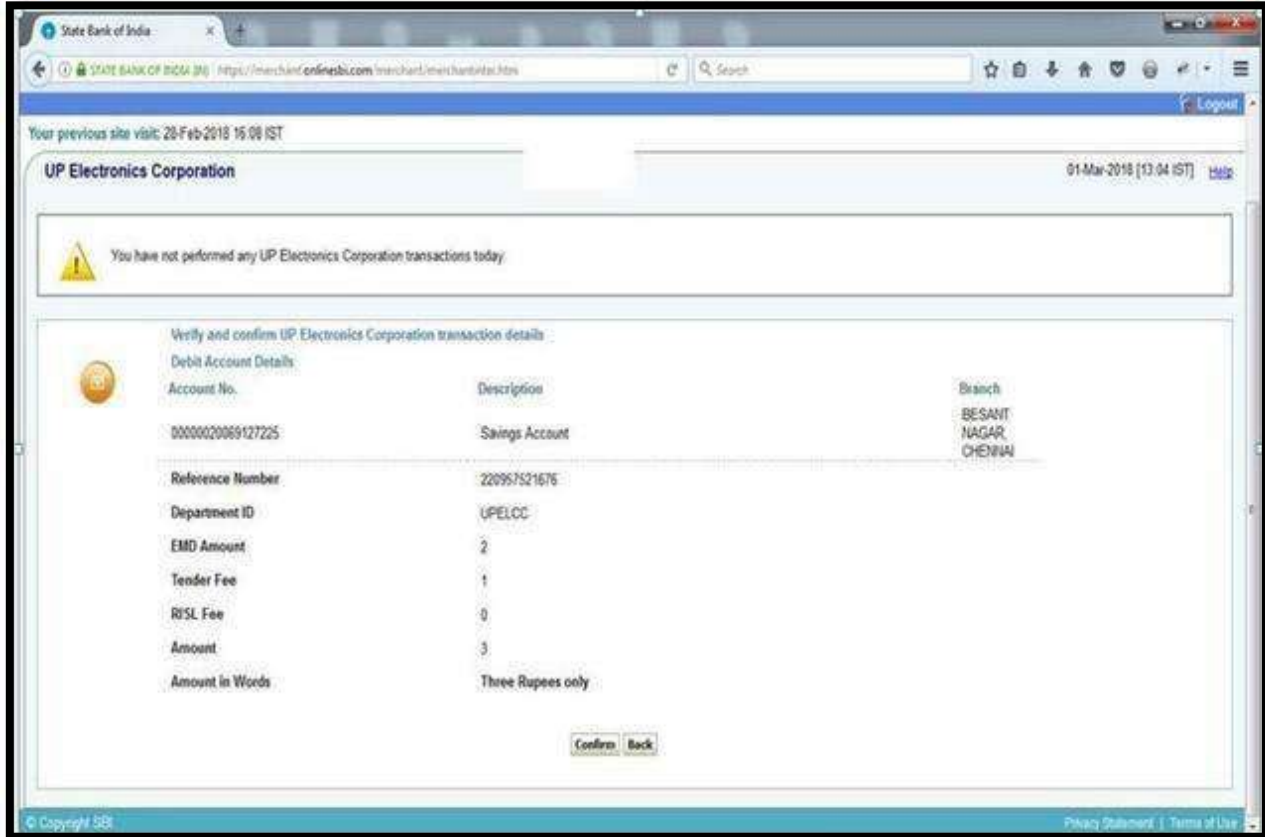 State Bank of India
STATE BANK OF INDIA (IN) https://merchant.onlinesbi.com/merchant/merchantinter.htm Search
Logout
Your previous site visit: 28-Feb-2018 16:08 IST
UP Electronics Corporation 01-Mar-2018 [13:04 IST] Help
You have not performed any UP Electronics Corporation transactions today.
Verify and confirm UP Electronics Corporation transaction details
Debit Account Details
Account No. Description Branch
00000020069127225 Savings Account BESANT
NAGAR,
CHENNAI
Reference Number 220957521676
Department ID UPELCC
EMD Amount 2
Tender Fee 1
RISL Fee 0
Amount 3
Amount in Words Three Rupees only
Confirm Back
© Copyright SBI Privacy Statement | Terms of Use